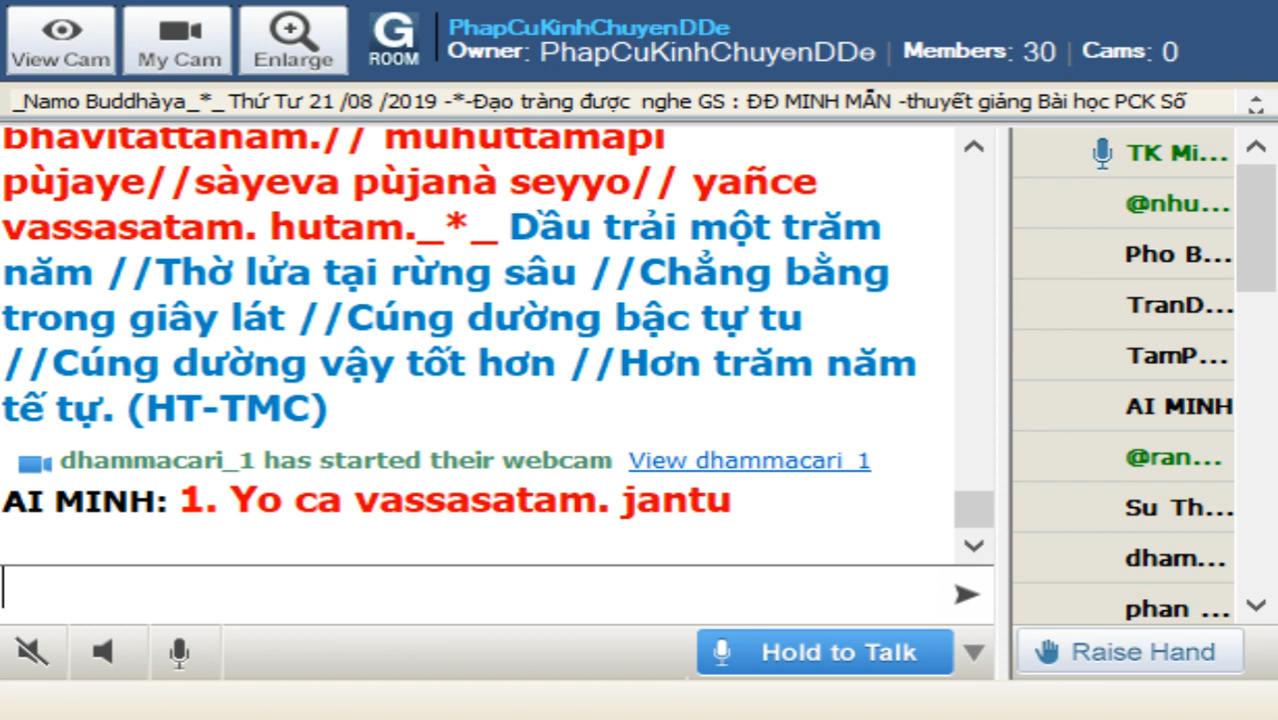 View Cam
My Cam
Enlarge
G
ROOM
PhapCuKinhChuyenDDe
Owner: PhapCuKinhChuyenDDe | Members: 30 | Cams: 0
_Namo Buddhàya_*_ Thứ Tư 21 /08 /2019 -*-Đạo tràng được nghe GS : ĐĐ MINH MẪN -thuyết giảng Bài học PCK Số
bhavitattanam.// muhuttamapi
pùjaye//sàyeva pùjanà seyyo// yañce
vassasatam. hutam._*_ Dầu trải một trăm
năm //Thờ lửa tại rừng sâu //Chẳng bằng
trong giây lát //Cúng dường bậc tự tu
//Cúng dường vậy tốt hơn //Hơn trăm năm
tế tự. (HT-TMC)
dhammacari_1 has started their webcam View dhammacari_1
AI MINH: 1. Yo ca vassasatam. jantu
TK Mi...
@nhu...
Pho B...
TranD...
TamP...
AI MINH
@ran...
Su Th...
dham...
phan ...
Hold to Talk
Raise Hand